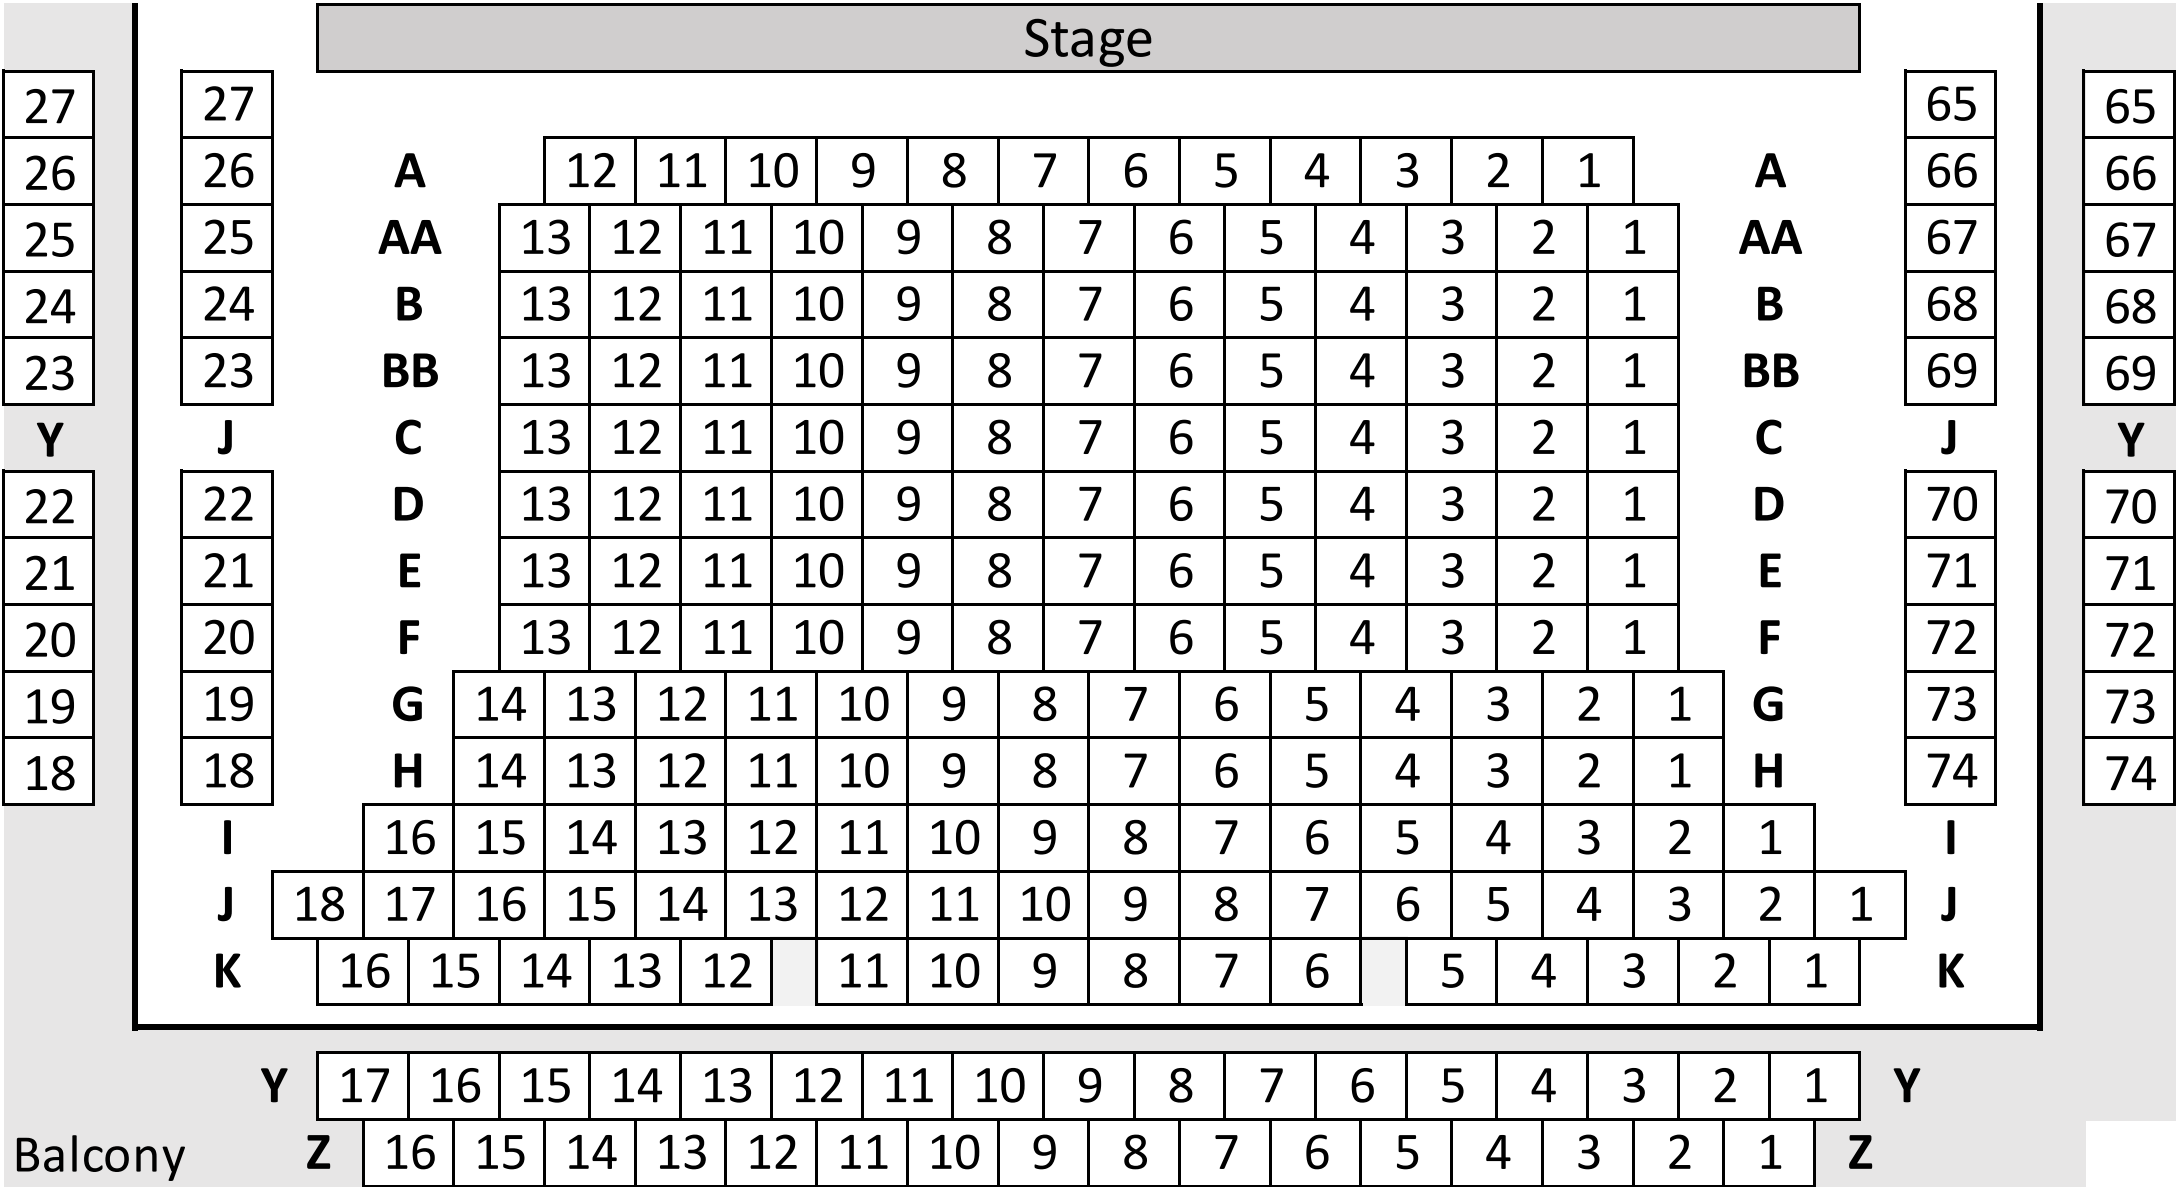 Stage
27 27 65 65
26 26 A 12 11 10 9 8 7 6 5 4 3 2 1 A 66 66
25 25 AA 13 12 11 10 9 8 7 6 5 4 3 2 1 AA 67 67
24 24 B 13 12 11 10 9 8 7 6 5 4 3 2 1 B 68 68
23 23 BB 13 12 11 10 9 8 7 6 5 4 3 2 1 BB 69 69
Y J C 13 12 11 10 9 8 7 6 5 4 3 2 1 C J Y
22 22 D 13 12 11 10 9 8 7 6 5 4 3 2 1 D 70 70
21 21 E 13 12 11 10 9 8 7 6 5 4 3 2 1 E 71 71
20 20 F 13 12 11 10 9 8 7 6 5 4 3 2 1 F 72 72
19 19 G 14 13 12 11 10 9 8 7 6 5 4 3 2 1 G 73 73
18 18 H 14 13 12 11 10 9 8 7 6 5 4 3 2 1 H 74 74
I 16 15 14 13 12 11 10 9 8 7 6 5 4 3 2 1 I
J 18 17 16 15 14 13 12 11 10 9 8 7 6 5 4 3 2 1 J
K 16 15 14 13 12 11 10 9 8 7 6 5 4 3 2 1 K
Y 17 16 15 14 13 12 11 10 9 8 7 6 5 4 3 2 1 Y
Balcony Z 16 15 14 13 12 11 10 9 8 7 6 5 4 3 2 1 Z